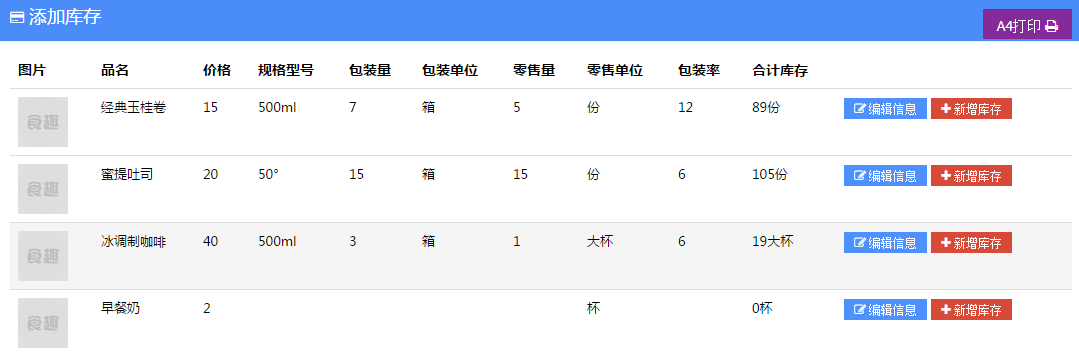 添加库存
A4打印
图片 品名 价格 规格型号 包装量 包装单位 零售量 零售单位 包装率 合计库存
食趣 经典玉桂卷 15 500ml 7 箱 5 份 12 89份 编辑信息 新增库存
食趣 蜜提吐司 20 50° 15 箱 15 份 6 105份 编辑信息 新增库存
食趣 冰调制咖啡 40 500ml 3 箱 1 大杯 6 19大杯 编辑信息 新增库存
食趣 早餐奶 2 杯 0杯 编辑信息 新增库存